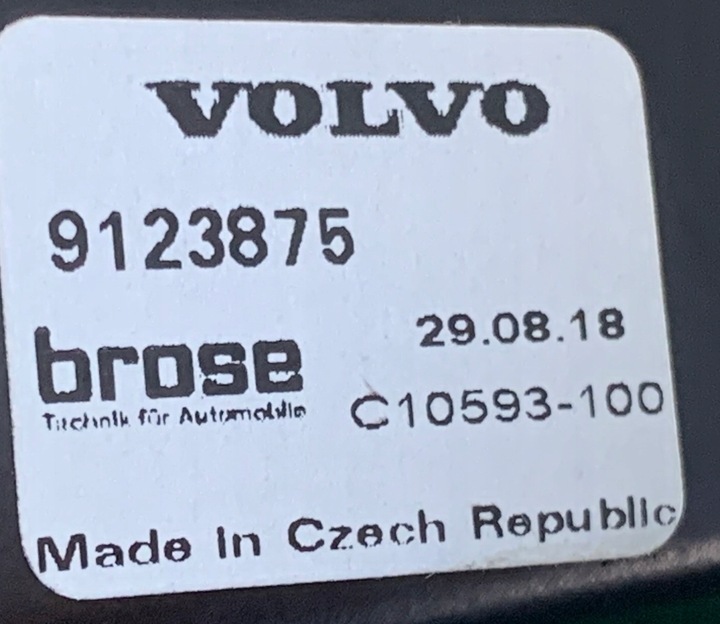 VOLVO
9123875
brose
Technik für Automobile
29.08.18
C10593-100
Made in Czech Republic